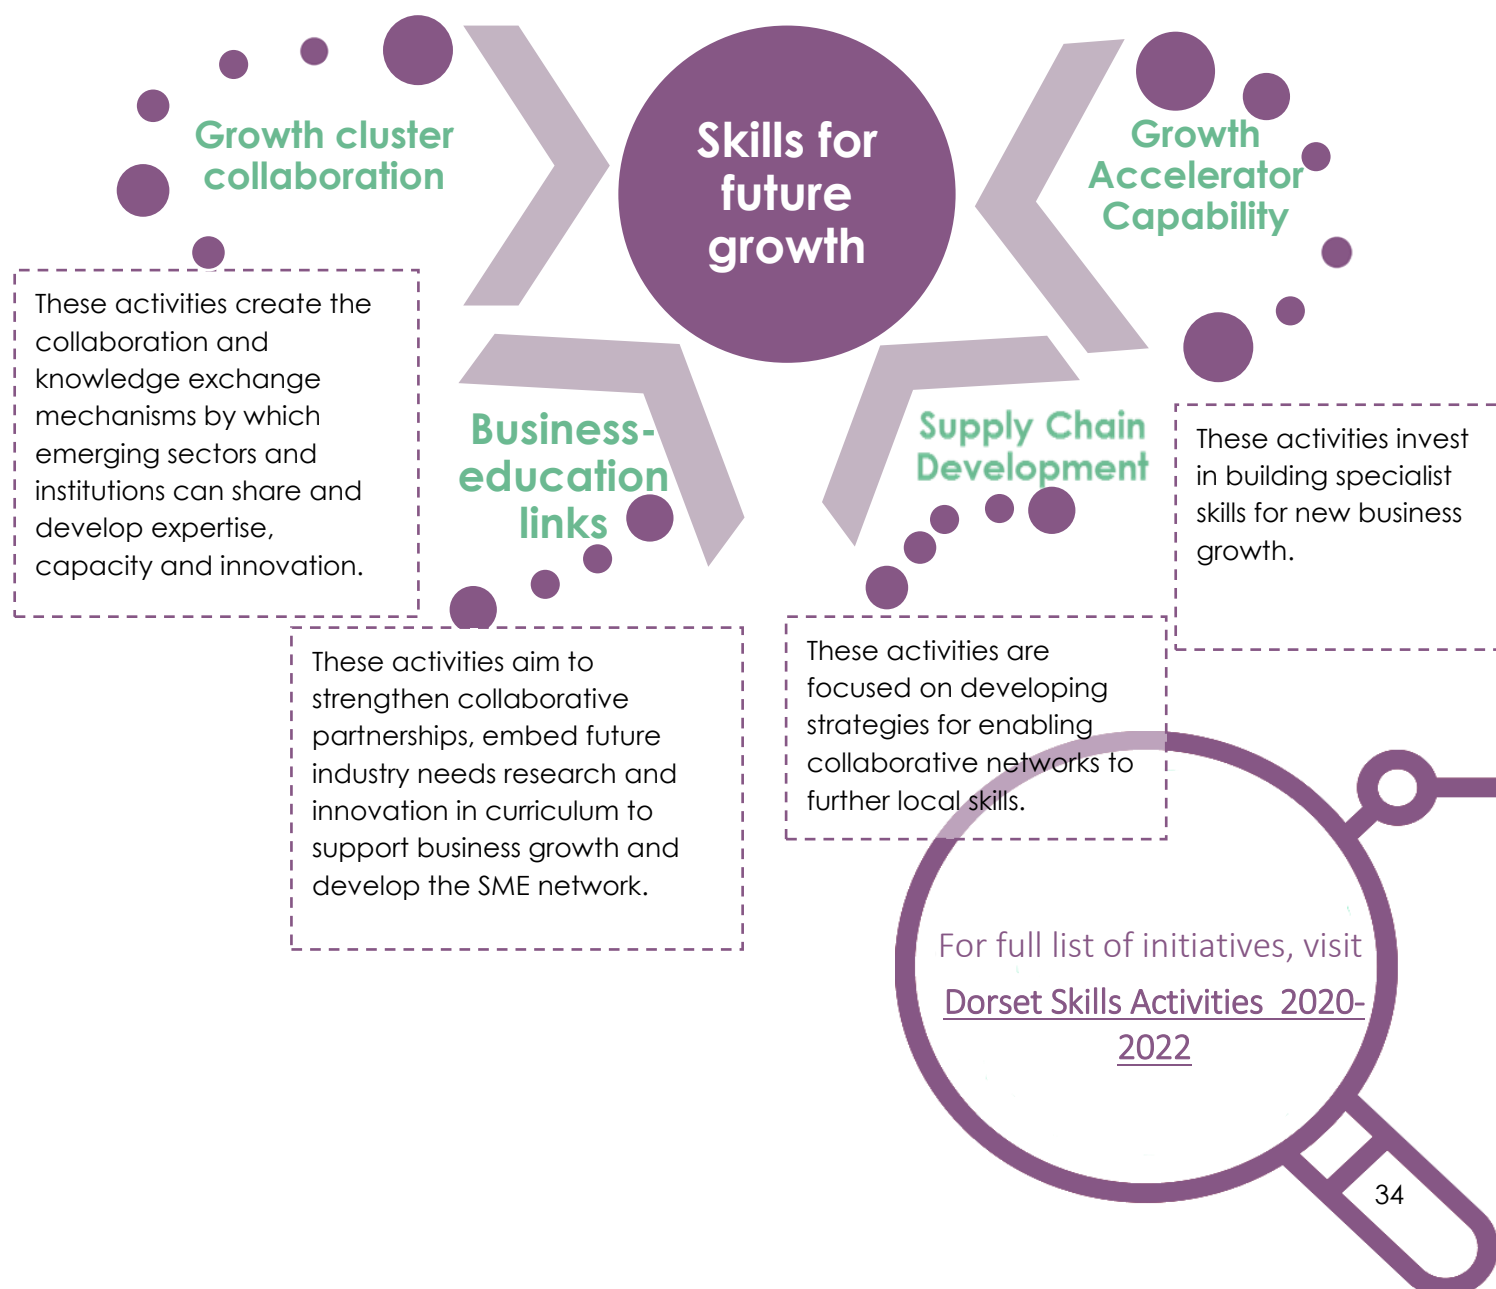 Skills for
future
growth
Growth cluster
collaboration
These activities create the
collaboration and
knowledge exchange
mechanisms by which
emerging sectors and
institutions can share and
develop expertise,
capacity and innovation.
Business-
education
links
These activities aim to
strengthen collaborative
partnerships, embed future
industry needs research and
innovation in curriculum to
support business growth and
develop the SME network.
Supply Chain
Development
These activities are
focused on developing
strategies for enabling
collaborative networks to
further local skills.
Growth
Accelerator
Capability
These activities invest
in building specialist
skills for new business
growth.
For full list of initiatives, visit
Dorset Skills Activities  2020-
2022
34